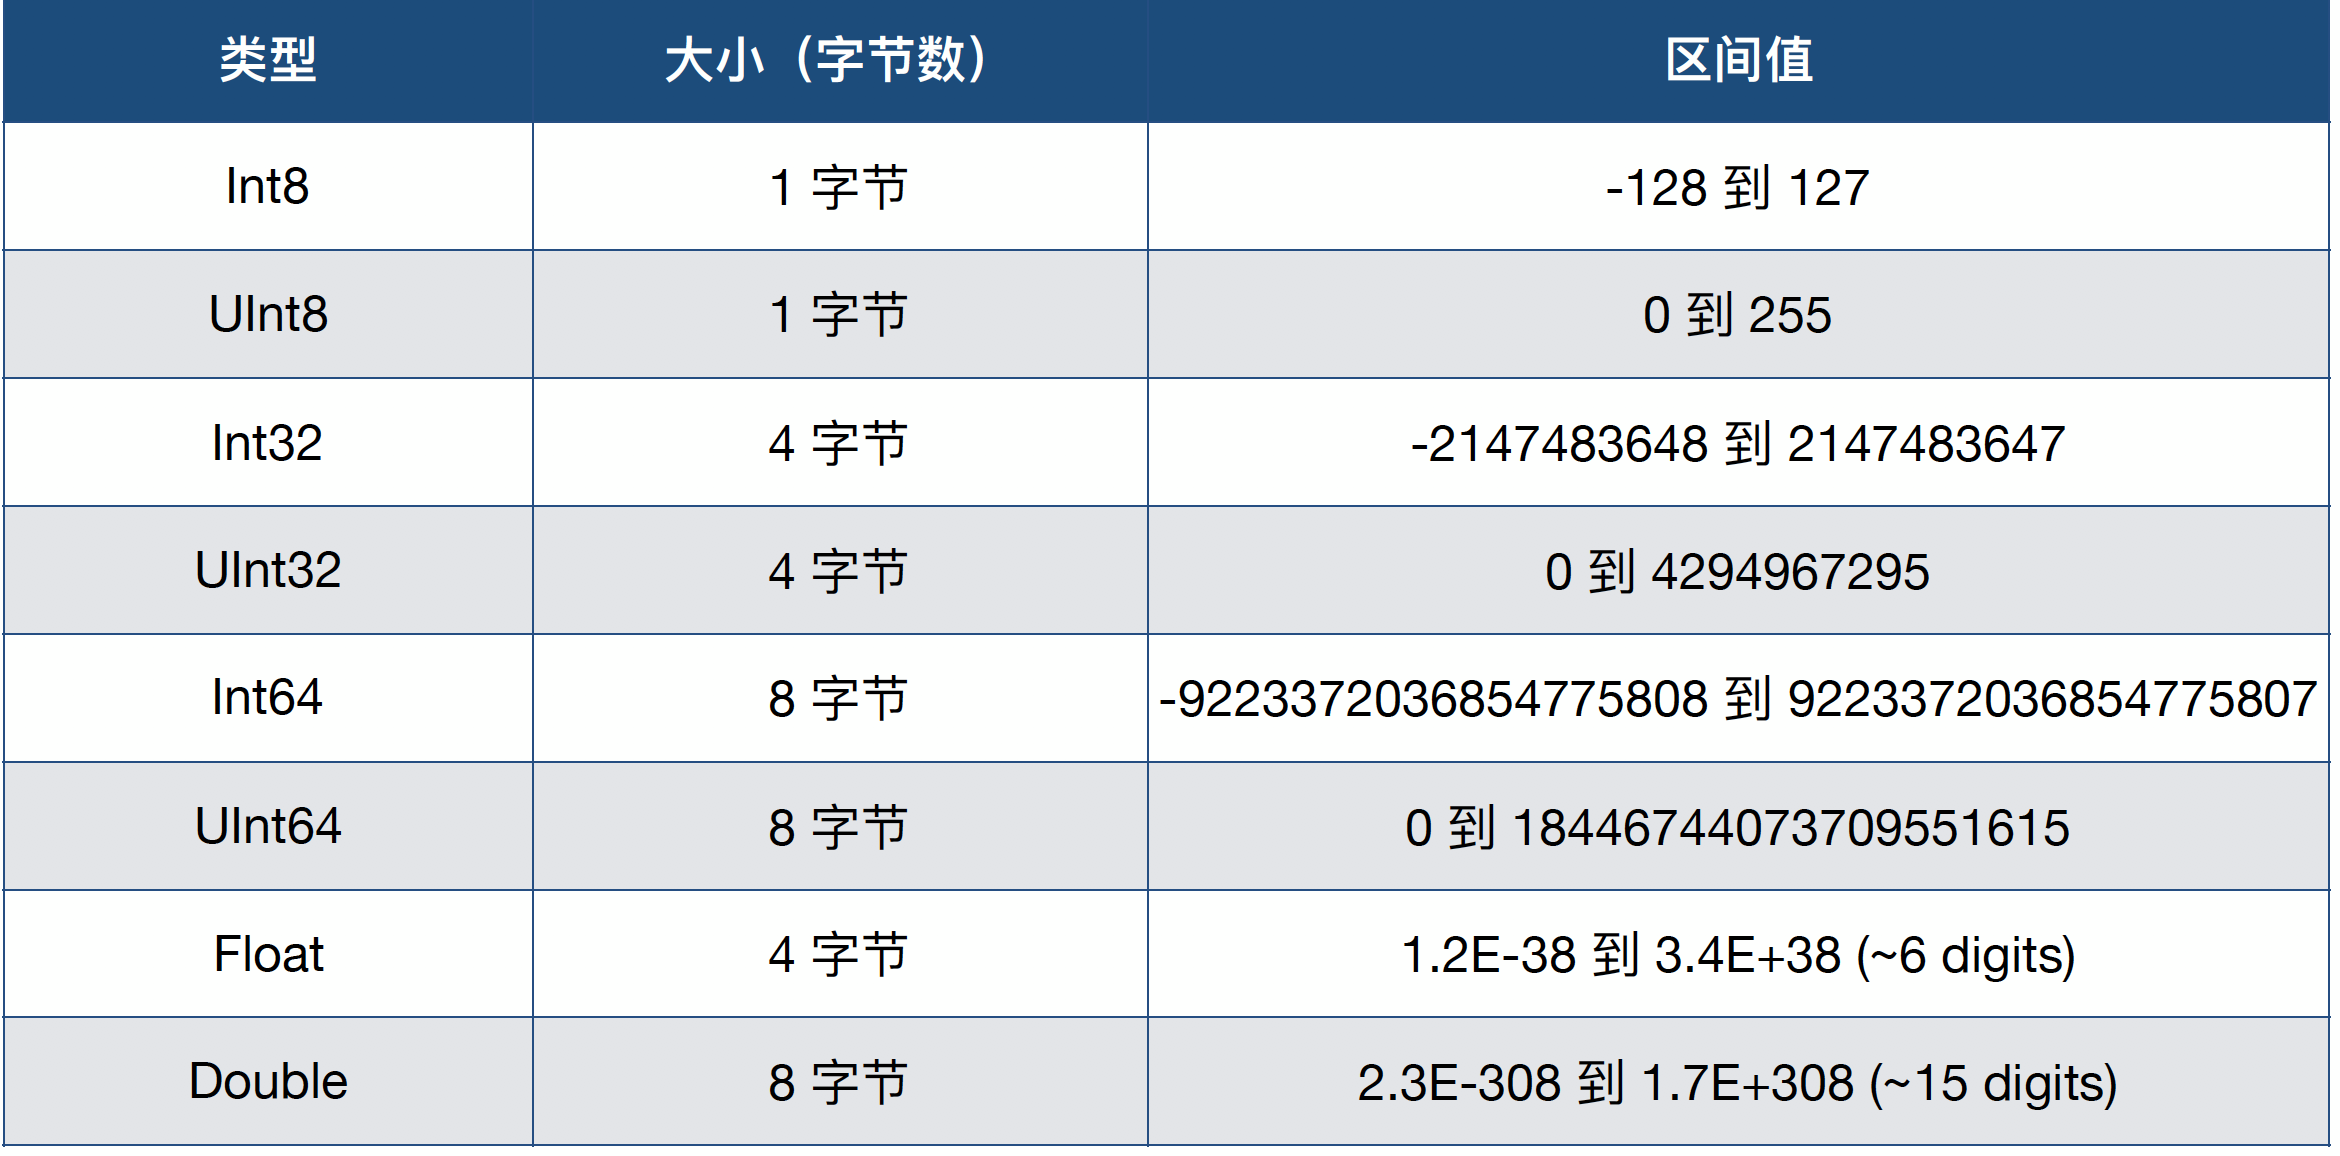 类型 大小（字节数） 区间值
Int8 1 字节 -128 到 127
UInt8 1 字节 0 到 255
Int32 4 字节 -2147483648 到 2147483647
UInt32 4 字节 0 到 4294967295
Int64 8 字节 -9223372036854775808 到 9223372036854775807
UInt64 8 字节 0 到 18446744073709551615
Float 4 字节 1.2E-38 到 3.4E+38 (~6 digits)
Double 8 字节 2.3E-308 到 1.7E+308 (~15 digits)